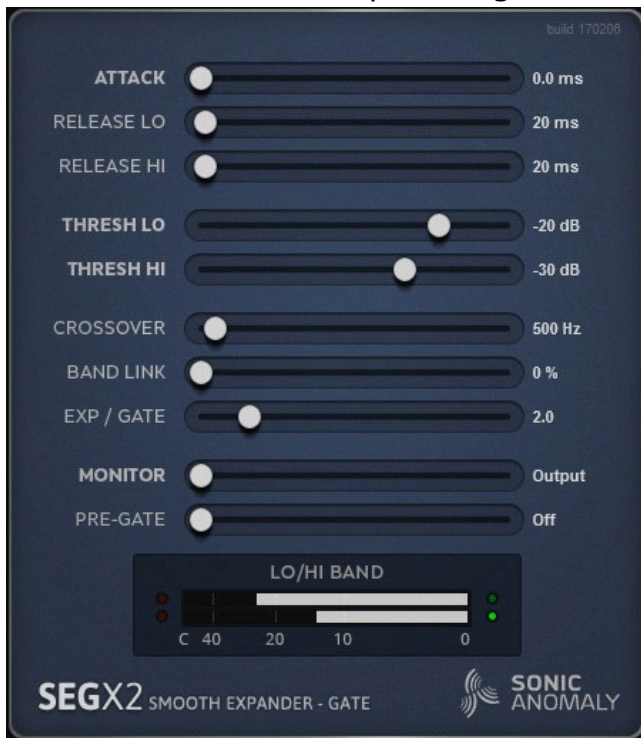 build 170206
ATTACK 0.0 ms
RELEASE LO 20 ms
RELEASE HI 20 ms
THRESH LO -20 dB
THRESH HI -30 dB
CROSSOVER 500 Hz
BAND LINK 0 %
EXP / GATE 2.0
MONITOR Output
PRE-GATE Off
LO/HI BAND
C 40 20 10 0
SEGX2 SMOOTH EXPANDER - GATE
SONIC
ANOMALY